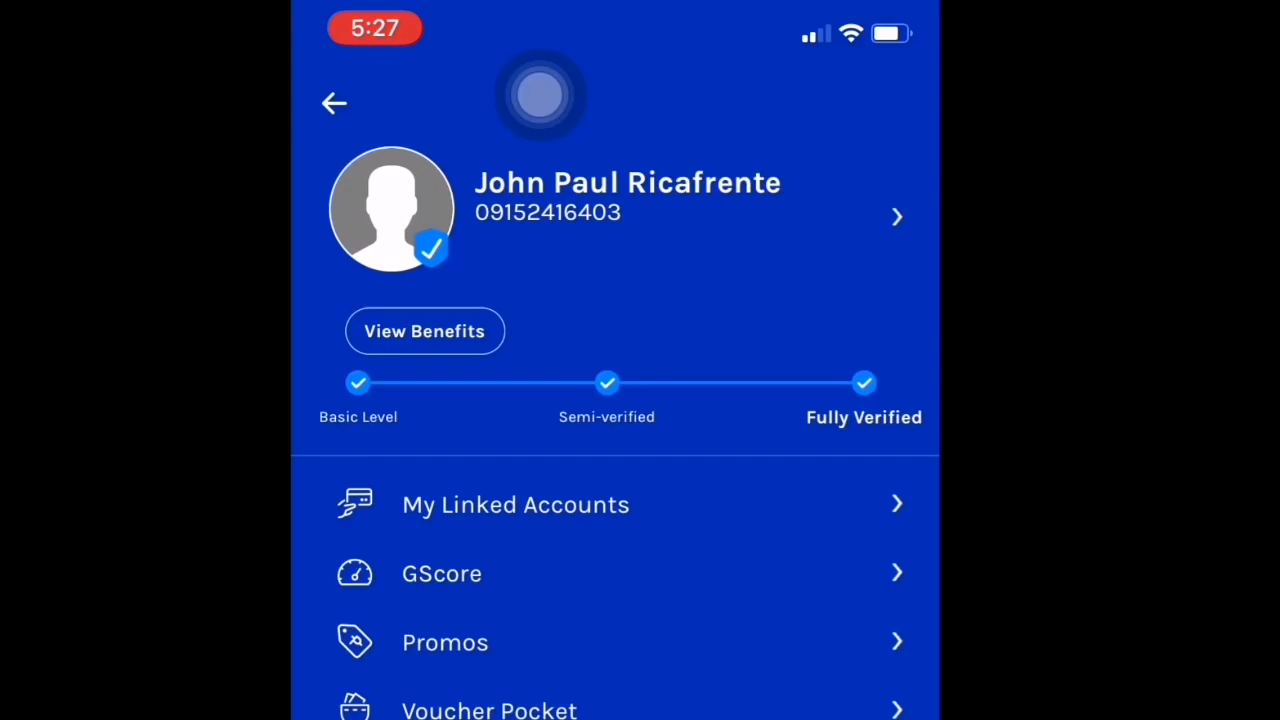 5:27
John Paul Ricafrente
09152416403
View Benefits
Basic Level
Semi-verified
Fully Verified
My Linked Accounts
GScore
Promos
Voucher Pocket